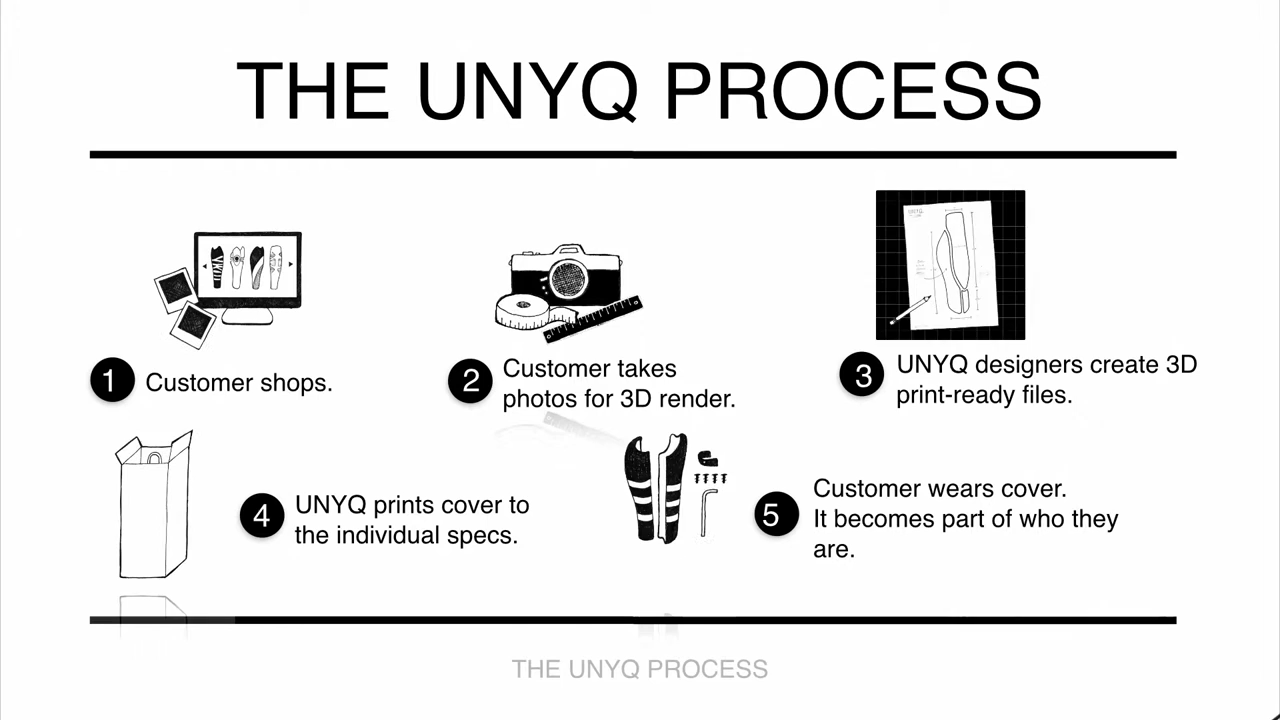 THE UNYQ PROCESS
1 Customer shops.
2 Customer takes
photos for 3D render.
3 UNYQ designers create 3D
print-ready files.
4 UNYQ prints cover to
the individual specs.
5 Customer wears cover.
It becomes part of who they
are.
THE UNYQ PROCESS